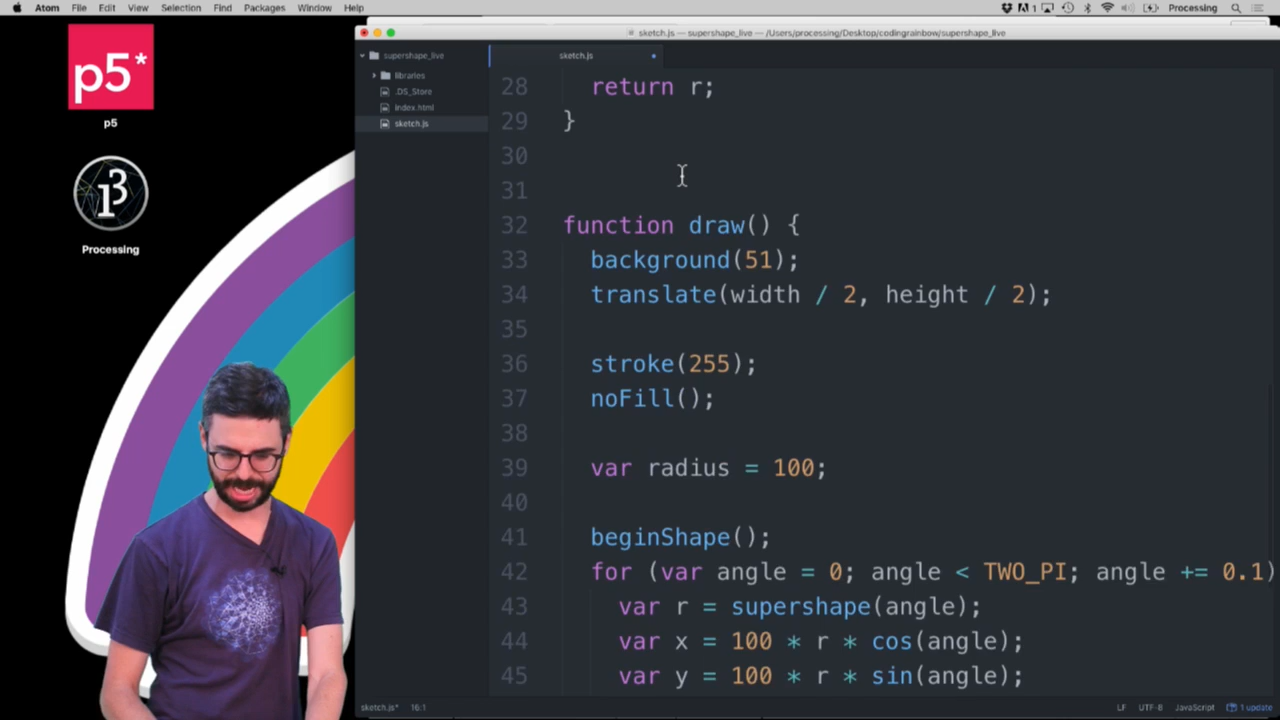 Atom File Edit View Selection Find Packages Window Help
1
Processing
sketch.js — supershape_live — /Users/processing/Desktop/codingrainbow/supershape_live
p5*
p5
Processing
supershape_live
libraries
.DS_Store
index.html
sketch.js
sketch.js
28 return r;
29 }
30
31
32 function draw() {
33 background(51);
34 translate(width / 2, height / 2);
35
36 stroke(255);
37 noFill();
38
39 var radius = 100;
40
41 beginShape();
42 for (var angle = 0; angle < TWO_PI; angle += 0.1)
43 var r = supershape(angle);
44 var x = 100 * r * cos(angle);
45 var y = 100 * r * sin(angle);
sketch.js* 16:1
LF UTF-8 JavaScript 1 update